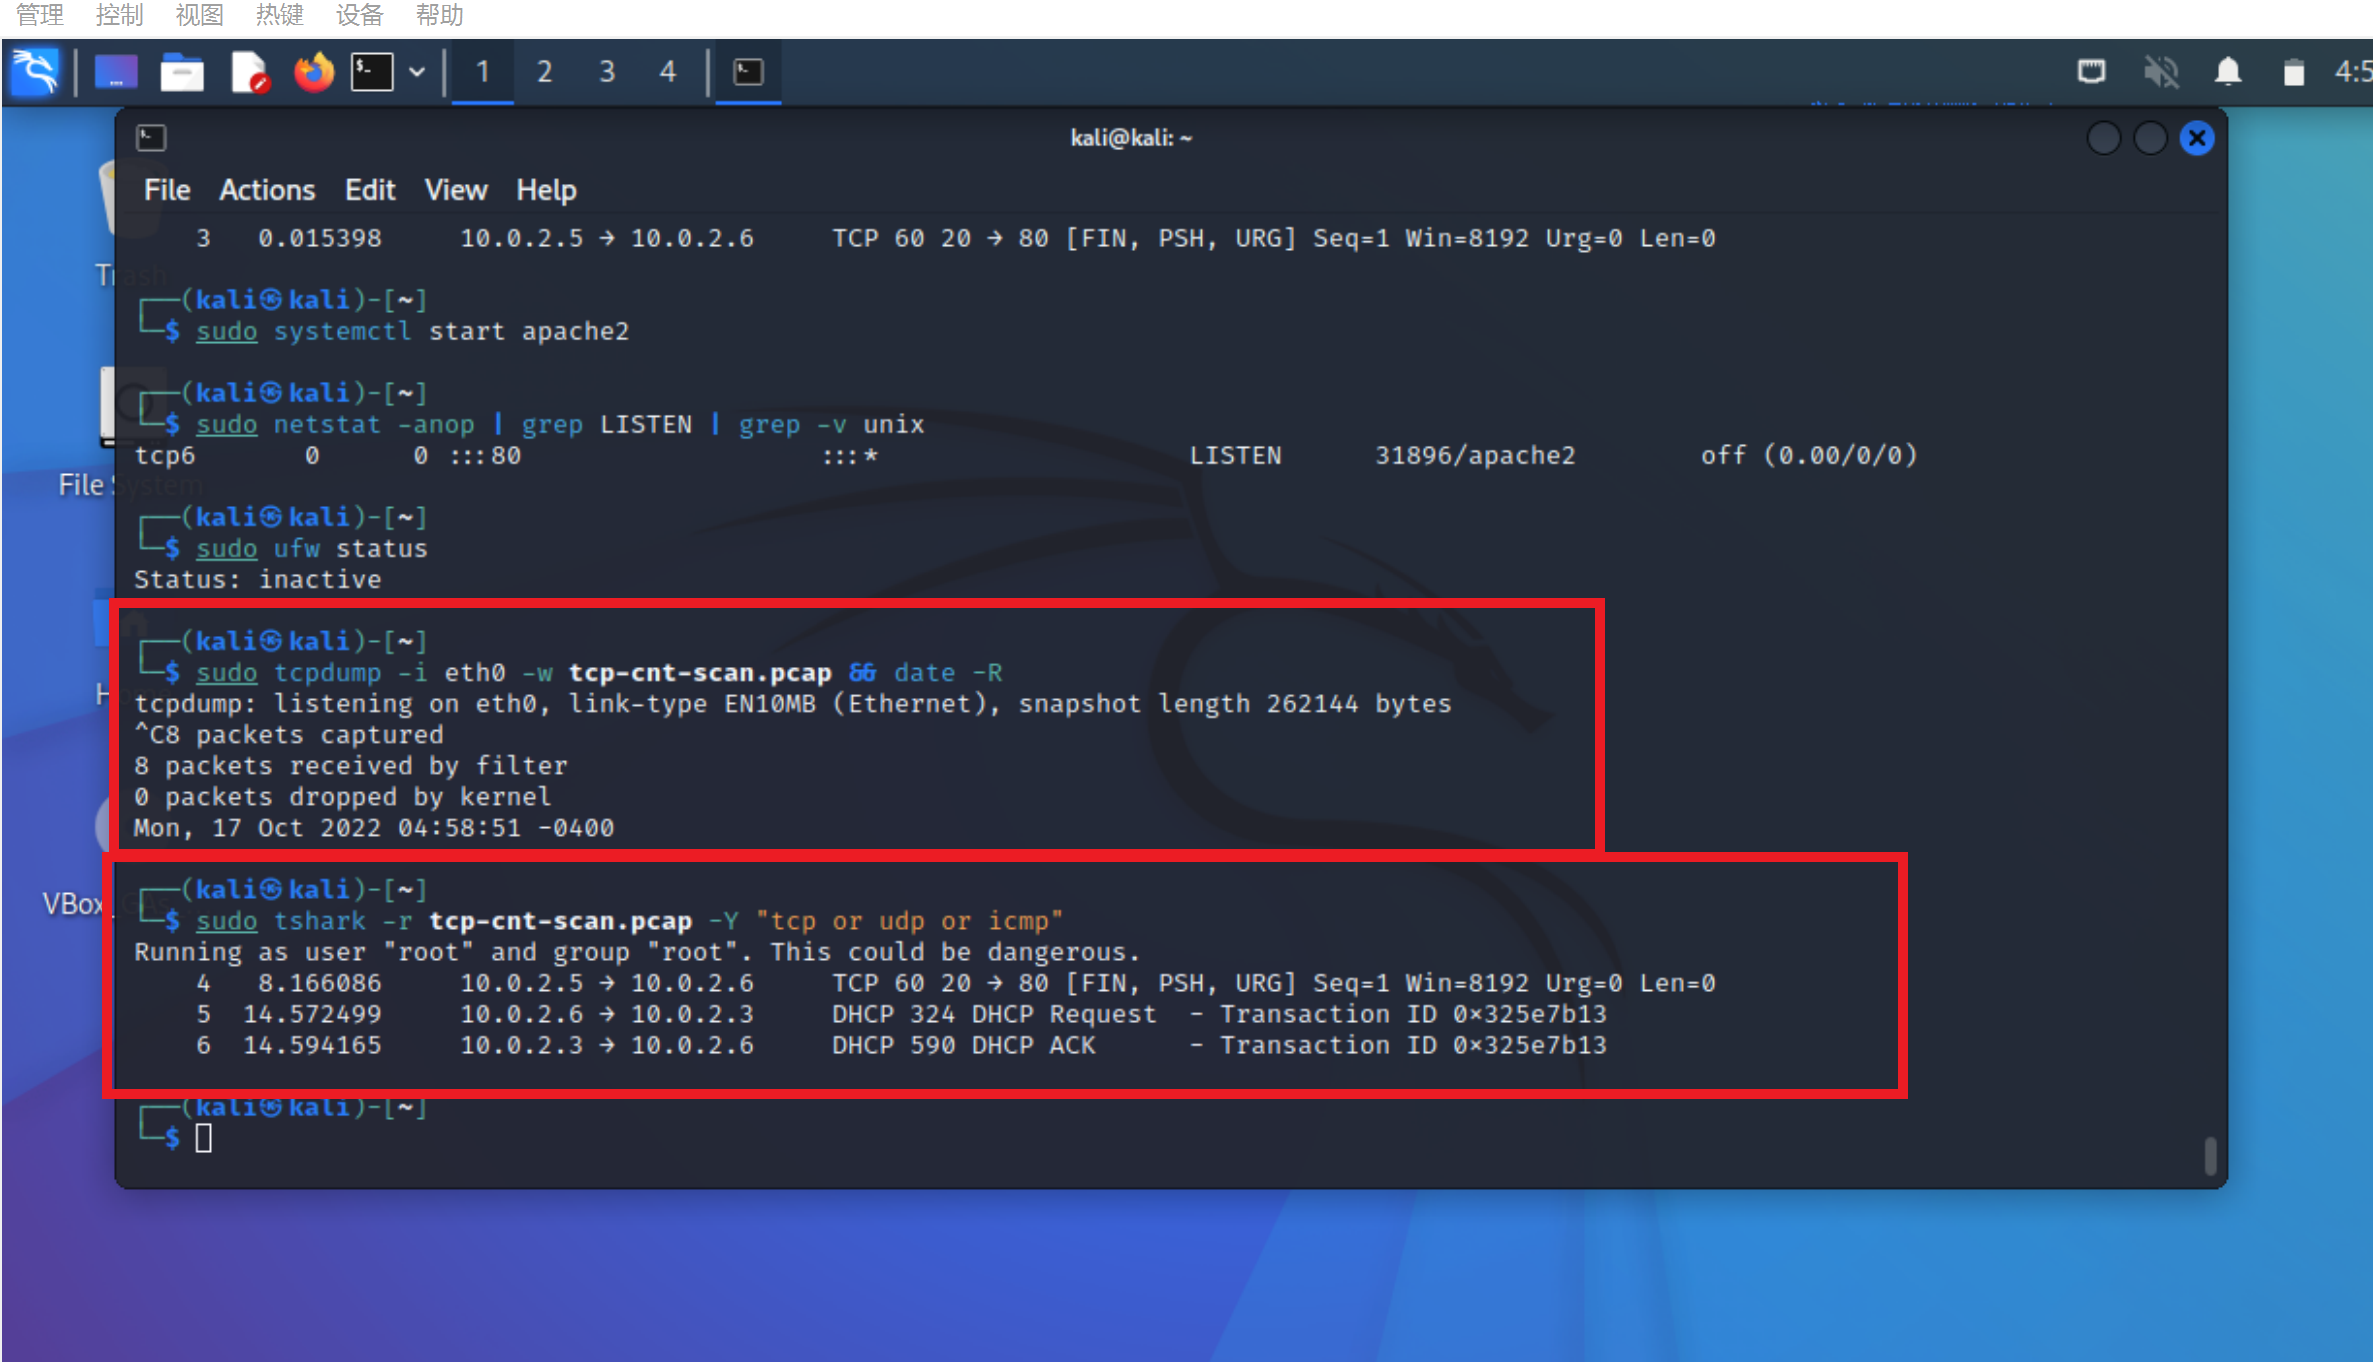 管理 控制 视图 热键 设备 帮助
1 2 3 4
4:5
kali@kali: ~
File Actions Edit View Help
3 0.015398 10.0.2.5 → 10.0.2.6 TCP 60 20 → 80 [FIN, PSH, URG] Seq=1 Win=8192 Urg=0 Len=0
Trash
┌──(kali㉿kali)-[~]
└─$ sudo systemctl start apache2
┌──(kali㉿kali)-[~]
└─$ sudo netstat -anop | grep LISTEN | grep -v unix
tcp6 0 0 :::80 :::* LISTEN 31896/apache2 off (0.00/0/0)
File System
┌──(kali㉿kali)-[~]
└─$ sudo ufw status
Status: inactive
┌──(kali㉿kali)-[~]
└─$ sudo tcpdump -i eth0 -w tcp-cnt-scan.pcap && date -R
Home
tcpdump: listening on eth0, link-type EN10MB (Ethernet), snapshot length 262144 bytes
^C8 packets captured
8 packets received by filter
0 packets dropped by kernel
Mon, 17 Oct 2022 04:58:51 -0400
┌──(kali㉿kali)-[~]
VBox_GAs
└─$ sudo tshark -r tcp-cnt-scan.pcap -Y "tcp or udp or icmp"
Running as user "root" and group "root". This could be dangerous.
4 8.166086 10.0.2.5 → 10.0.2.6 TCP 60 20 → 80 [FIN, PSH, URG] Seq=1 Win=8192 Urg=0 Len=0
5 14.572499 10.0.2.6 → 10.0.2.3 DHCP 324 DHCP Request - Transaction ID 0×325e7b13
6 14.594165 10.0.2.3 → 10.0.2.6 DHCP 590 DHCP ACK - Transaction ID 0×325e7b13
┌──(kali㉿kali)-[~]
└─$